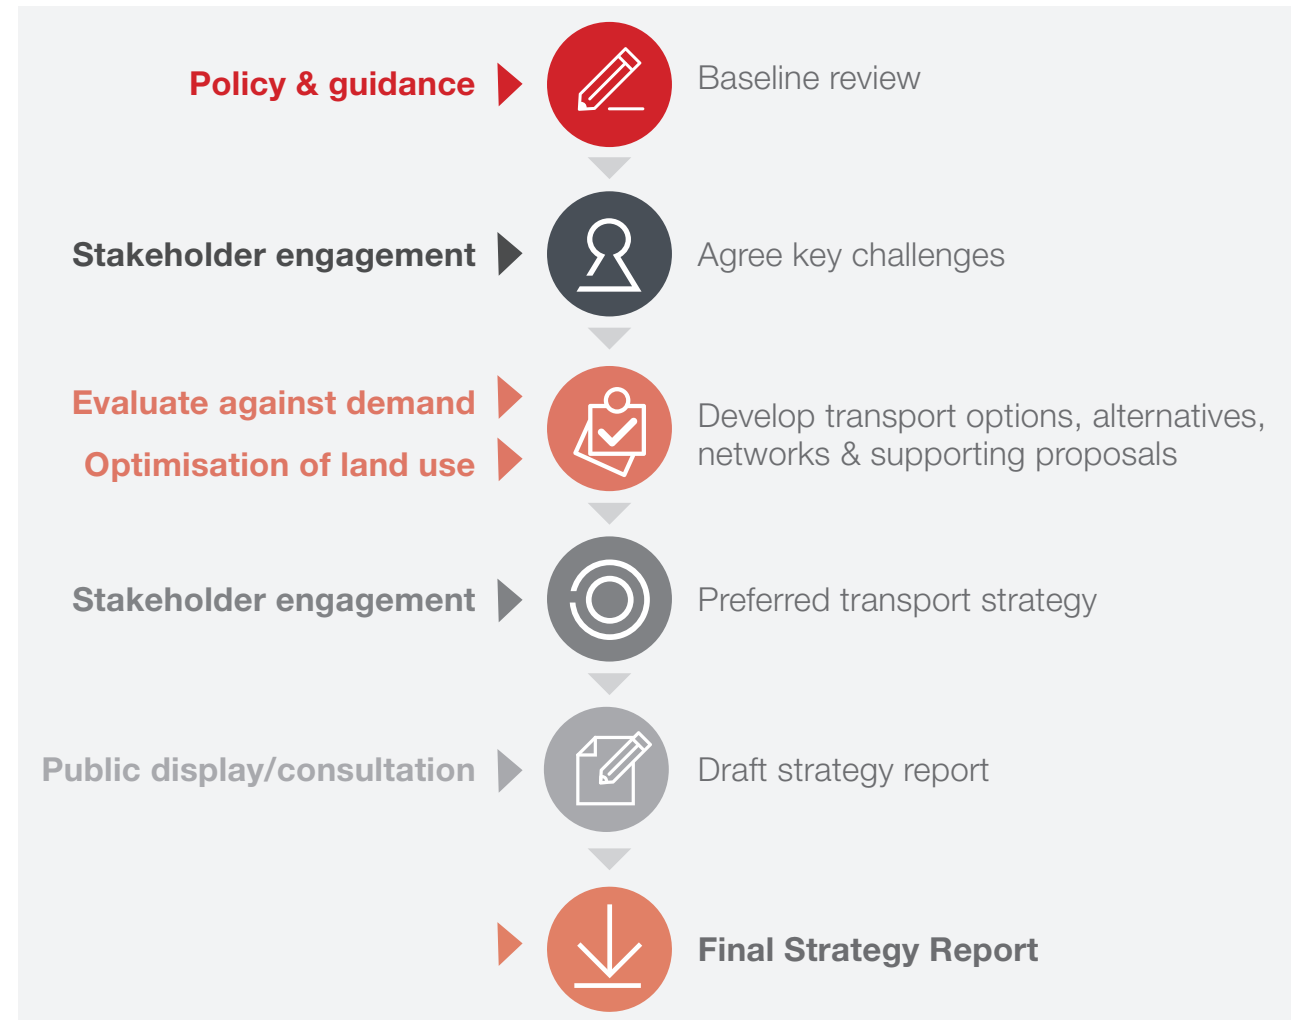 Policy & guidance
Baseline review
Stakeholder engagement
Agree key challenges
Evaluate against demand
Optimisation of land use
Develop transport options, alternatives,
networks & supporting proposals
Stakeholder engagement
Preferred transport strategy
Public display/consultation
Draft strategy report
Final Strategy Report